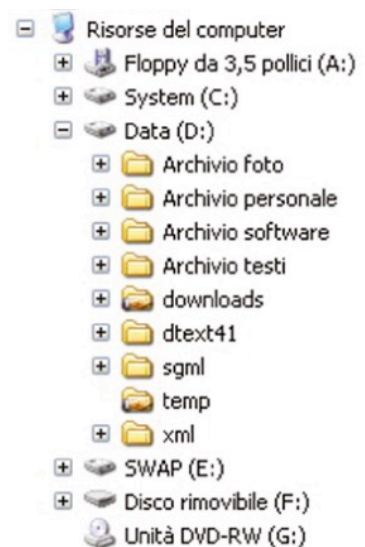 Risorse del computer
Floppy da 3,5 pollici (A:)
System (C:)
Data (D:)
Archivio foto
Archivio personale
Archivio software
Archivio testi
downloads
dtext41
sgml
temp
xml
SWAP (E:)
Disco rimovibile (F:)
Unità DVD-RW (G:)